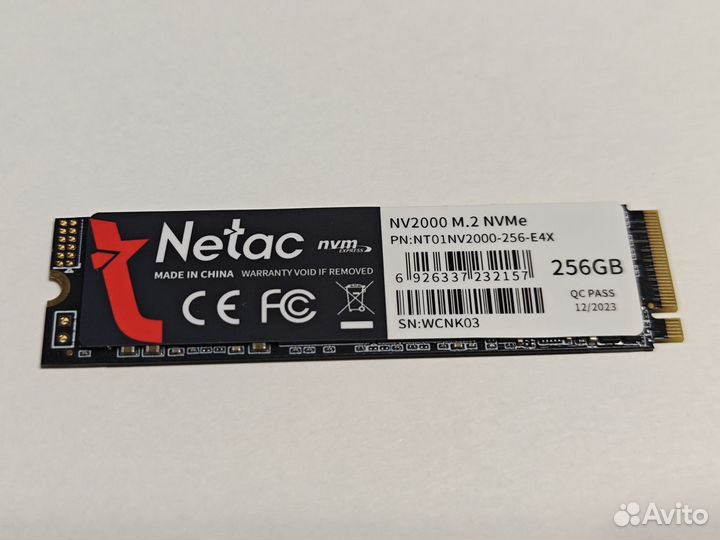 Netac nvm
EXPRESS
MADE IN CHINA WARRANTY VOID IF REMOVED
CE FC
NV2000 M.2 NVMe
PN:NT01NV2000-256-E4X
6 926337 232157
256GB
SN:WCNK03
QC PASS
12/2023
Avito